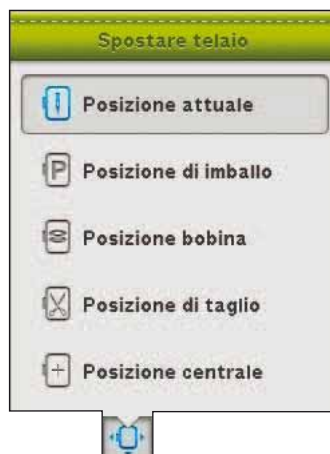 Spostare telaio
Posizione attuale
P Posizione di imballo
Posizione bobina
Posizione di taglio
Posizione centrale